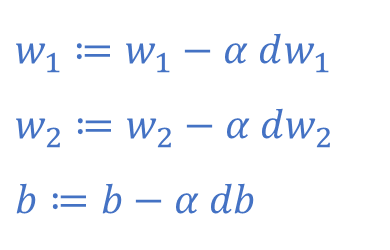 w₁ := w₁ − α dw₁
w₂ := w₂ − α dw₂
b := b − α db